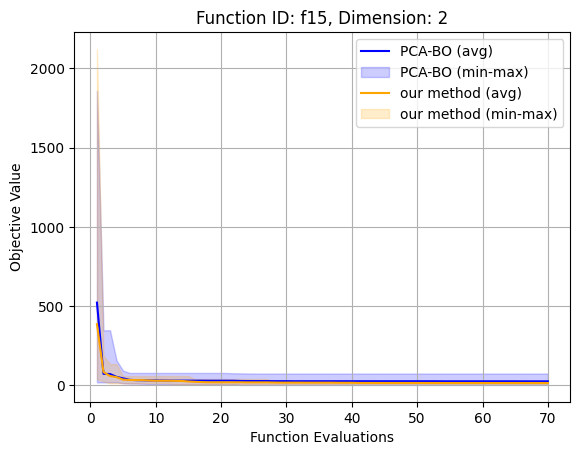 Function ID: f15, Dimension: 2
PCA-BO (avg)
PCA-BO (min-max)
our method (avg)
our method (min-max)
Objective Value
2000
1500
1000
500
0
0 10 20 30 40 50 60 70
Function Evaluations